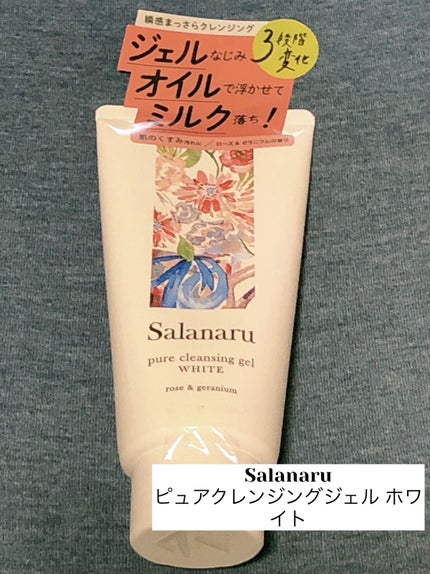 瞬感まっさらクレンジング
ジェルなじみ
オイルで浮かせて
ミルク落ち!
3段階
変化
肌のくすみ汚れに/ローズ&ゼラニウムの香り
Salanaru
pure cleansing gel
WHITE
rose & geranium
Salanaru
ピュアクレンジングジェル ホワ
イト